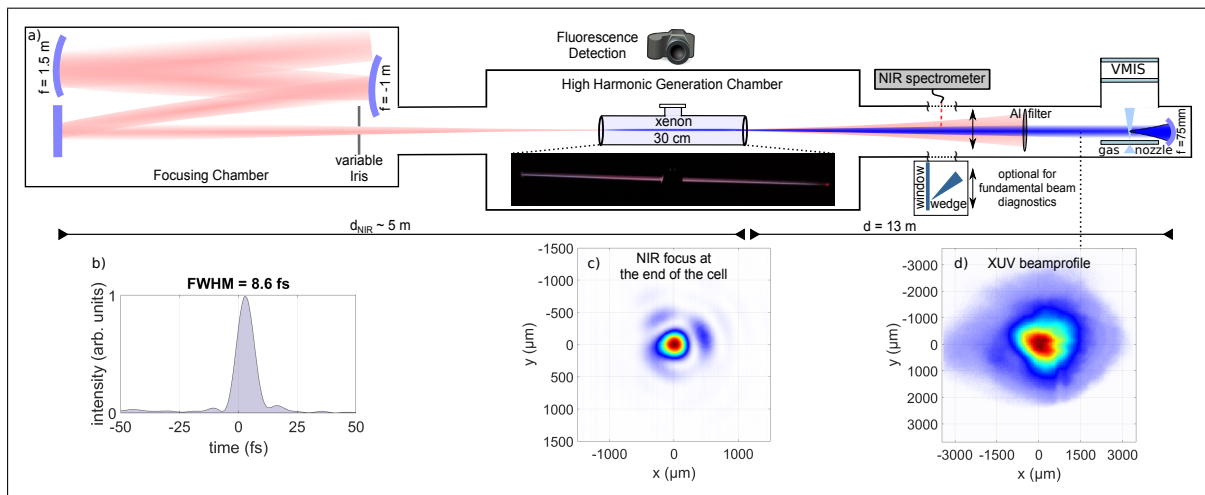 a)
f = 1.5 m
f = -1 m
variable
Iris
Focusing Chamber
Fluorescence
Detection
High Harmonic Generation Chamber
xenon
30 cm
NIR spectrometer
Al filter
VMIS
gas nozzle
f =75mm
window
wedge
optional for
fundamental beam
diagnostics
dNIR ~ 5 m
d = 13 m
b)
FWHM = 8.6 fs
intensity (arb. units)
1
0
-50 -25 0 25 50
time (fs)
c)
NIR focus at
the end of the cell
y (µm)
-1500
-1000
-500
0
500
1000
1500
-1000 0 1000
x (µm)
d)
XUV beamprofile
y (µm)
-3000
-2000
-1000
0
1000
2000
3000
-3000 -1500 0 1500 3000
x (µm)